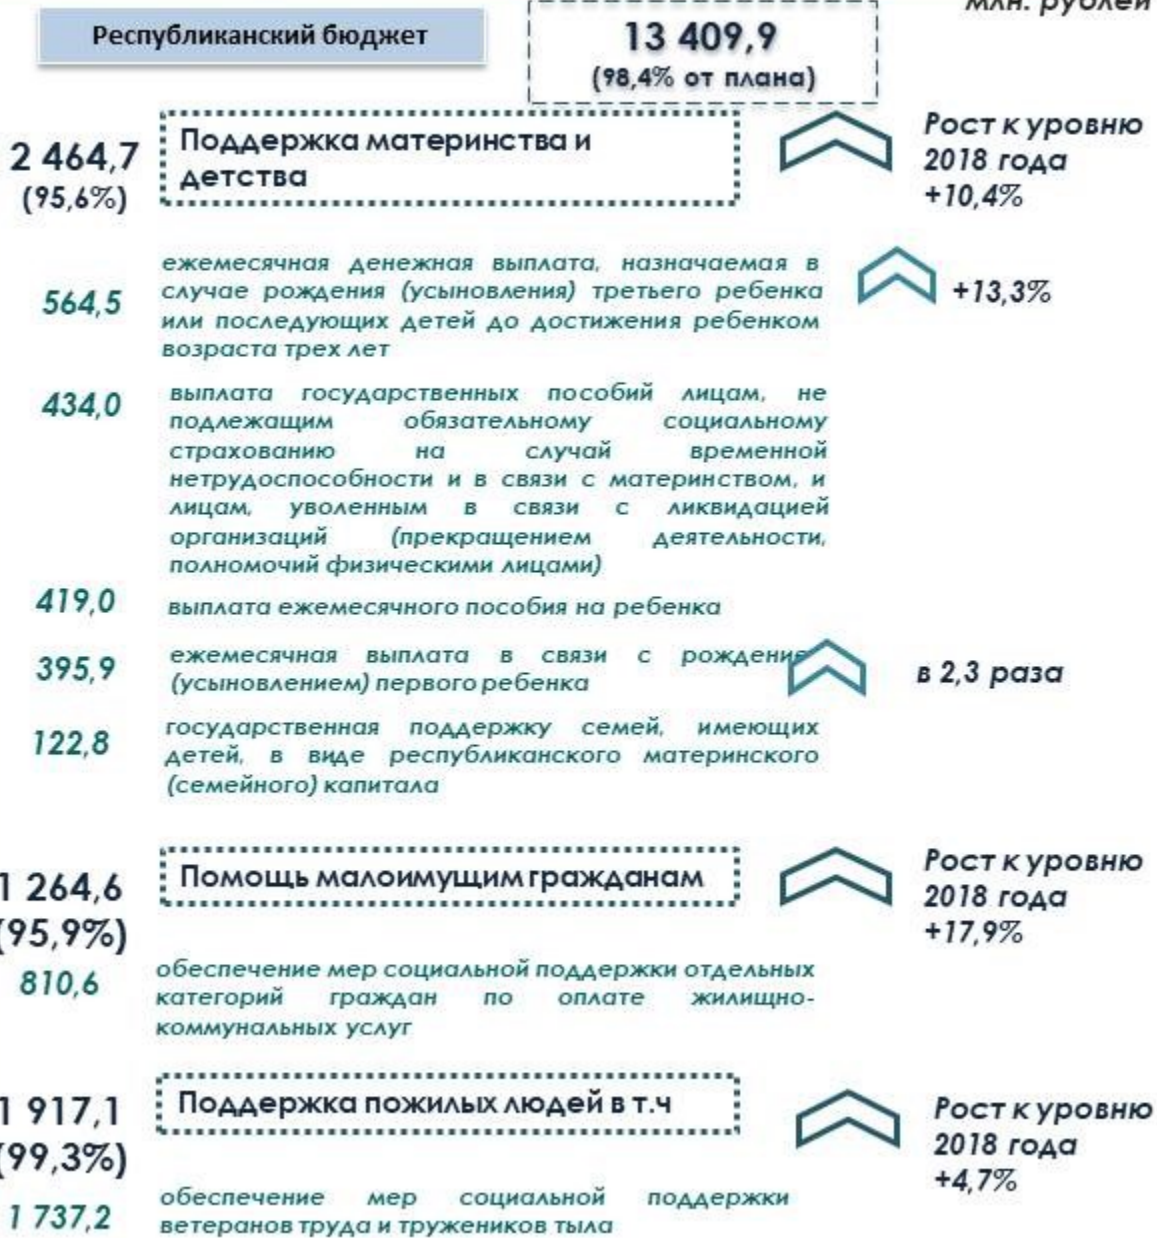 млн. рублей
Республиканский бюджет
13 409,9
(98,4% от плана)
2 464,7
(95,6%)
Поддержка материнства и
детства
Рост к уровню
2018 года
+10,4%
564,5
ежемесячная денежная выплата, назначаемая в
случае рождения (усыновления) третьего ребенка
или последующих детей до достижения ребенком
возраста трех лет
+13,3%
434,0
выплата государственных пособий лицам, не
подлежащим обязательному социальному
страхованию на случай временной
нетрудоспособности и в связи с материнством, и
лицам, уволенным в связи с ликвидацией
организаций (прекращением деятельности,
полномочий физическими лицами)
419,0
выплата ежемесячного пособия на ребенка
395,9
ежемесячная выплата в связи с рождение
(усыновлением) первого ребенка
в 2,3 раза
122,8
государственная поддержку семей, имеющих
детей, в виде республиканского материнского
(семейного) капитала
1 264,6
(95,9%)
Помощь малоимущим гражданам
Рост к уровню
2018 года
+17,9%
810,6
обеспечение мер социальной поддержки отдельных
категорий граждан по оплате жилищно-
коммунальных услуг
1 917,1
(99,3%)
Поддержка пожилых людей в т.ч
Рост к уровню
2018 года
+4,7%
1 737,2
обеспечение мер социальной поддержки
ветеранов труда и тружеников тыла